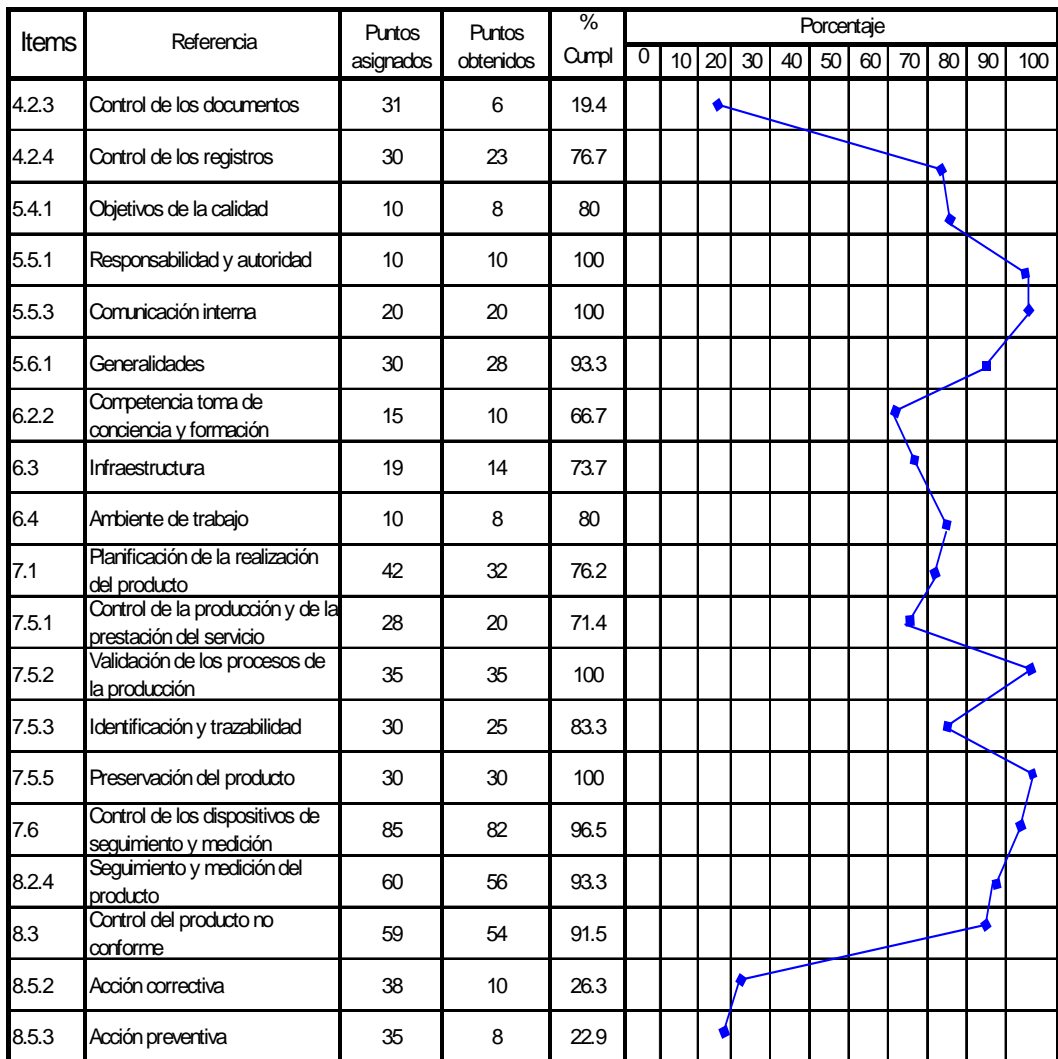 Items Referencia Puntos asignados Puntos obtenidos % Cumpl Porcentaje
0 10 20 30 40 50 60 70 80 90 100
4.2.3 Control de los documentos 31 6 19.4
4.2.4 Control de los registros 30 23 76.7
5.4.1 Objetivos de la calidad 10 8 80
5.5.1 Responsabilidad y autoridad 10 10 100
5.5.3 Comunicación interna 20 20 100
5.6.1 Generalidades 30 28 93.3
6.2.2 Competencia toma de conciencia y formación 15 10 66.7
6.3 Infraestructura 19 14 73.7
6.4 Ambiente de trabajo 10 8 80
7.1 Planificación de la realización del producto 42 32 76.2
7.5.1 Control de la producción y de la prestación del servicio 28 20 71.4
7.5.2 Validación de los procesos de la producción 35 35 100
7.5.3 Identificación y trazabilidad 30 25 83.3
7.5.5 Preservación del producto 30 30 100
7.6 Control de los dispositivos de seguimiento y medición 85 82 96.5
8.2.4 Seguimiento y medición del producto 60 56 93.3
8.3 Control del producto no conforme 59 54 91.5
8.5.2 Acción correctiva 38 10 26.3
8.5.3 Acción preventiva 35 8 22.9